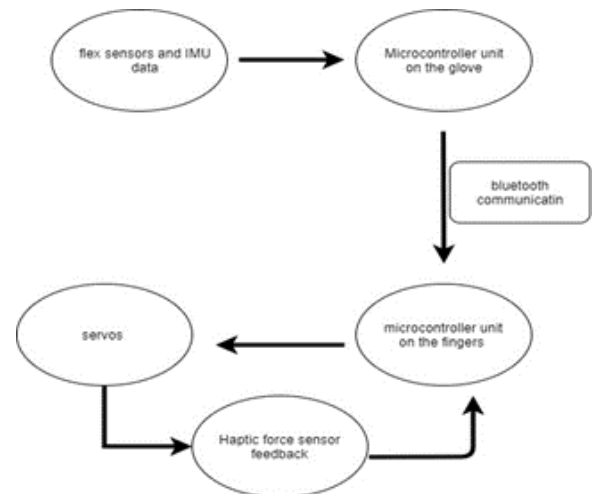 flex sensors and IMU
data
Microcontroller unit
on the glove
bluetooth
communicatin
servos
microcontroller unit
on the fingers
Haptic force sensor
feedback